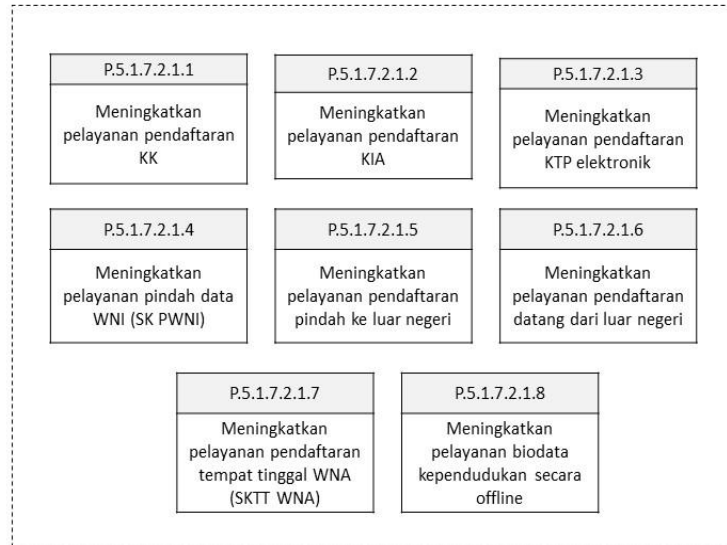 P.5.1.7.2.1.1
Meningkatkan
pelayanan pendaftaran
KK
P.5.1.7.2.1.2
Meningkatkan
pelayanan pendaftaran
KIA
P.5.1.7.2.1.3
Meningkatkan
pelayanan pendaftaran
KTP elektronik
P.5.1.7.2.1.4
Meningkatkan
pelayanan pindah data
WNI (SK PWNI)
P.5.1.7.2.1.5
Meningkatkan
pelayanan pendaftaran
pindah ke luar negeri
P.5.1.7.2.1.6
Meningkatkan
pelayanan pendaftaran
datang dari luar negeri
P.5.1.7.2.1.7
Meningkatkan
pelayanan pendaftaran
tempat tinggal WNA
(SKTT WNA)
P.5.1.7.2.1.8
Meningkatkan
pelayanan biodata
kependudukan secara
offline